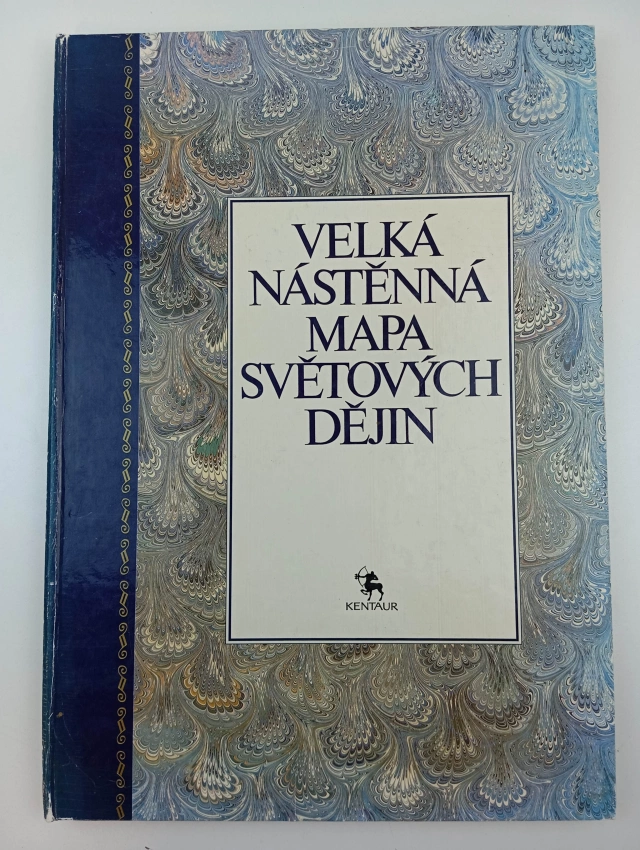 VELKÁ
NÁSTĚNNÁ
MAPA
SVĚTOVÝCH
DĚJIN
KENTAUR